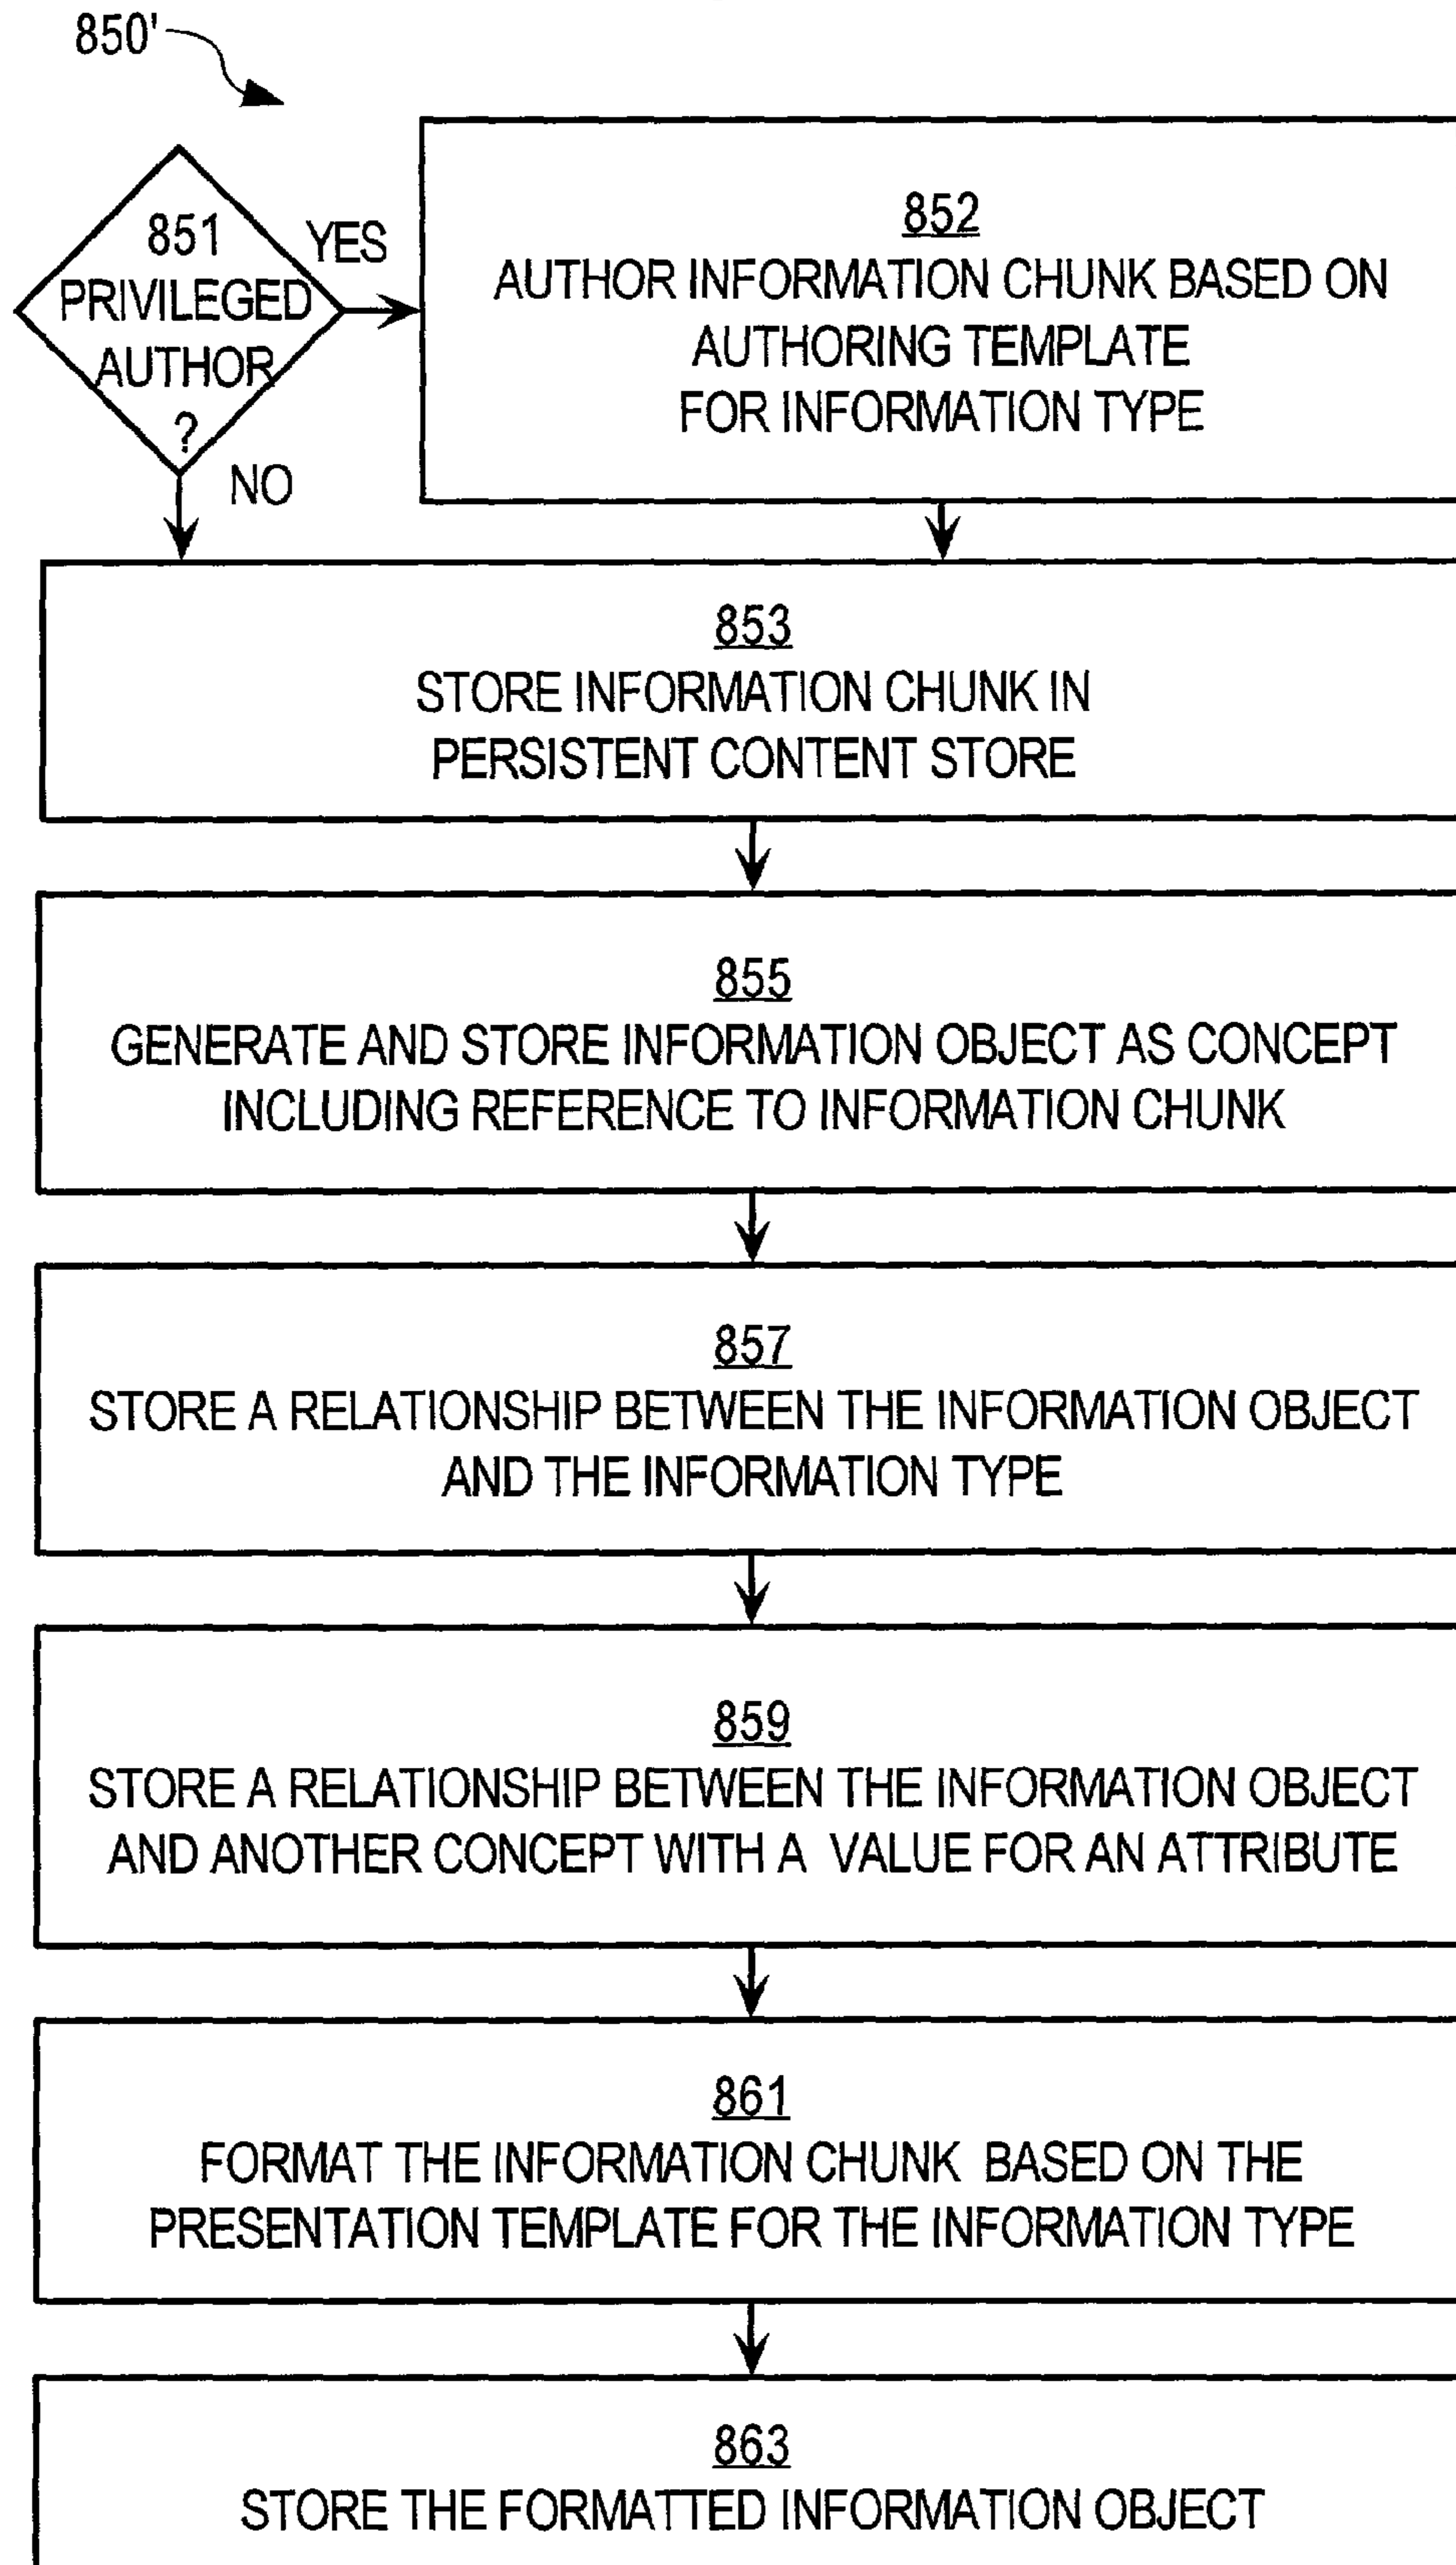 850'
851
PRIVILEGED
AUTHOR
?
YES
NO
852
AUTHOR INFORMATION CHUNK BASED ON
AUTHORING TEMPLATE
FOR INFORMATION TYPE
853
STORE INFORMATION CHUNK IN
PERSISTENT CONTENT STORE
855
GENERATE AND STORE INFORMATION OBJECT AS CONCEPT
INCLUDING REFERENCE TO INFORMATION CHUNK
857
STORE A RELATIONSHIP BETWEEN THE INFORMATION OBJECT
AND THE INFORMATION TYPE
859
STORE A RELATIONSHIP BETWEEN THE INFORMATION OBJECT
AND ANOTHER CONCEPT WITH A VALUE FOR AN ATTRIBUTE
861
FORMAT THE INFORMATION CHUNK BASED ON THE
PRESENTATION TEMPLATE FOR THE INFORMATION TYPE
863
STORE THE FORMATTED INFORMATION OBJECT